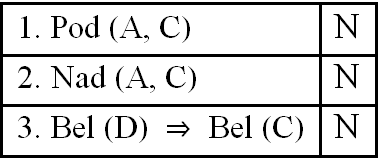 1. Pod (A, C) N
2. Nad (A, C) N
3. Bel (D) ⇒ Bel (C) N